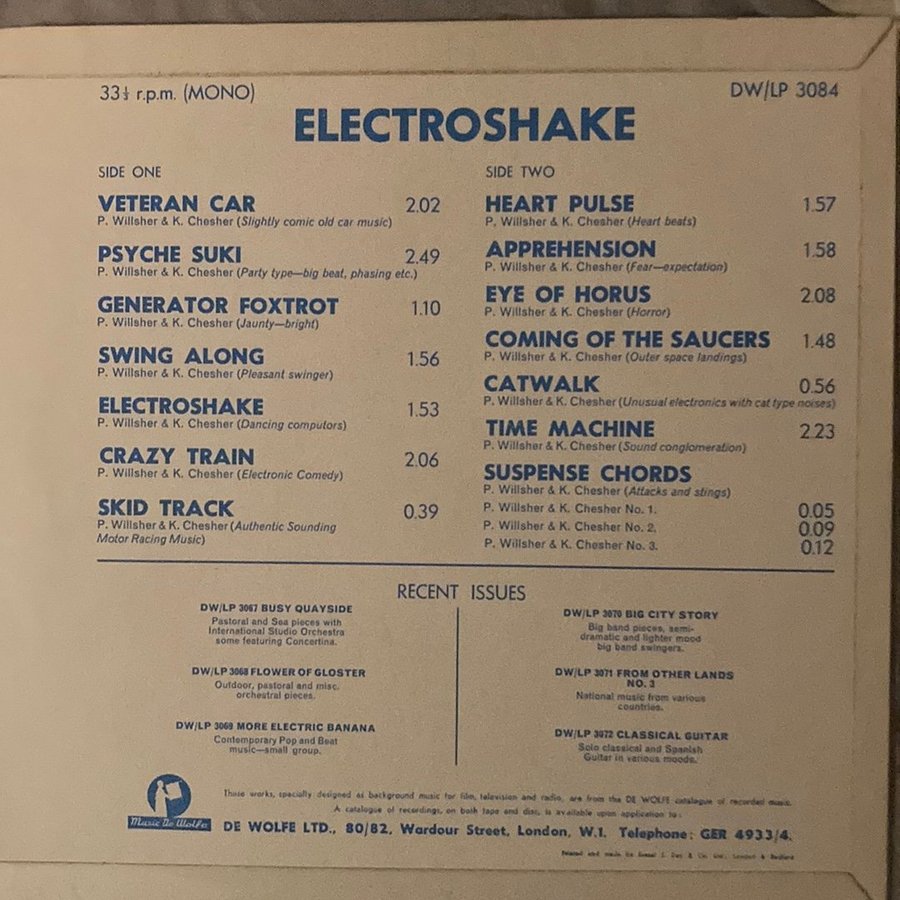 33⅓ r.p.m. (MONO)
DW/LP 3084
ELECTROSHAKE
SIDE ONE
VETERAN CAR 2.02
P. Willsher & K. Chesher (Slightly comic old car music)
PSYCHE SUKI 2.49
P. Willsher & K. Chesher (Party type—big beat, phasing etc.)
GENERATOR FOXTROT 1.10
P. Willsher & K. Chesher (Jaunty—bright)
SWING ALONG 1.56
P. Willsher & K. Chesher (Pleasant swinger)
ELECTROSHAKE 1.53
P. Willsher & K. Chesher (Dancing computors)
CRAZY TRAIN 2.06
P. Willsher & K. Chesher (Electronic Comedy)
SKID TRACK 0.39
P. Willsher & K. Chesher (Authentic Sounding
Motor Racing Music)
SIDE TWO
HEART PULSE 1.57
P. Willsher & K. Chesher (Heart beats)
APPREHENSION 1.58
P. Willsher & K. Chesher (Fear—expectation)
EYE OF HORUS 2.08
P. Willsher & K. Chesher (Horror)
COMING OF THE SAUCERS 1.48
P. Willsher & K. Chesher (Outer space landings)
CATWALK 0.56
P. Willsher & K. Chesher (Unusual electronics with cat type noises)
TIME MACHINE 2.23
P. Willsher & K. Chesher (Sound conglomeration)
SUSPENSE CHORDS
P. Willsher & K. Chesher (Attacks and stings)
P. Willsher & K. Chesher No. 1. 0.05
P. Willsher & K. Chesher No. 2. 0.09
P. Willsher & K. Chesher No. 3. 0.12
RECENT ISSUES
DW/LP 3067 BUSY QUAYSIDE
Pastoral and Sea pieces with
International Studio Orchestra
some featuring Concertina.
DW/LP 3068 FLOWER OF GLOSTER
Outdoor, pastoral and misc.
orchestral pieces.
DW/LP 3069 MORE ELECTRIC BANANA
Contemporary Pop and Beat
music—small group.
DW/LP 3070 BIG CITY STORY
Big band pieces, semi-
dramatic and lighter mood
big band swingers.
DW/LP 3071 FROM OTHER LANDS
NO. 3
National music from various
countries.
DW/LP 3072 CLASSICAL GUITAR
Solo classical and Spanish
Guitar in various moods.
These works, specially designed as background music for film, television and radio, are from the DE WOLFE catalogue of recorded music.
A catalogue of recordings, on both tape and disc, is available upon application to:
Music De Wolfe
DE WOLFE LTD., 80/82, Wardour Street, London, W.1. Telephone: GER 4933/4.
Printed and made by